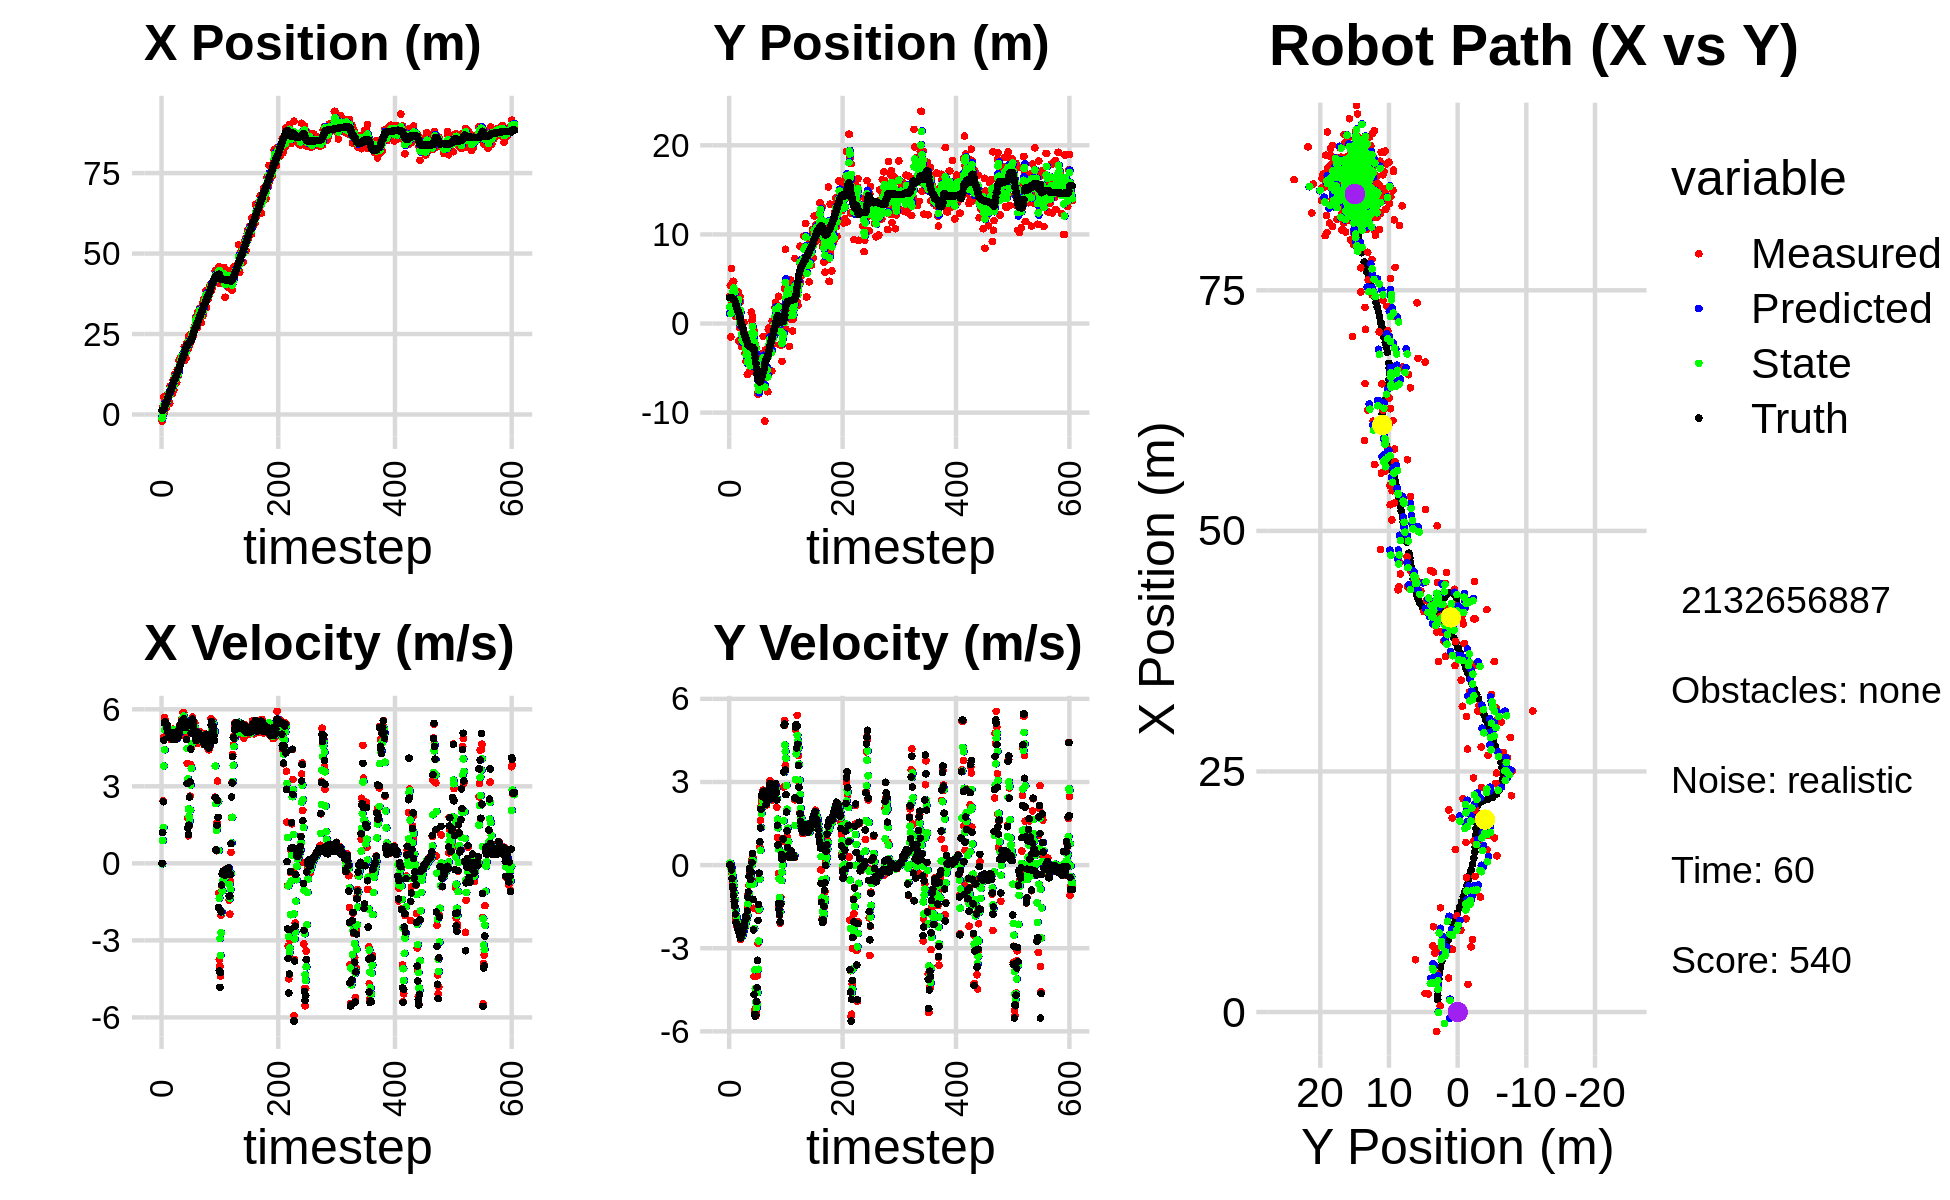 X Position (m)
75
50
25
0
0
200
400
600
timestep
Y Position (m)
20
10
0
-10
0
200
400
600
timestep
X Velocity (m/s)
6
3
0
-3
-6
0
200
400
600
timestep
Y Velocity (m/s)
6
3
0
-3
-6
0
200
400
600
timestep
Robot Path (X vs Y)
X Position (m)
75
50
25
0
20 10 0 -10 -20
Y Position (m)
variable
Measured
Predicted
State
Truth
2132656887
Obstacles: none
Noise: realistic
Time: 60
Score: 540